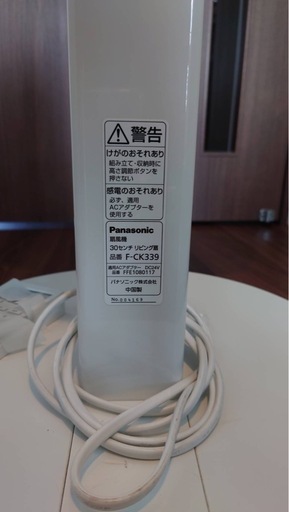 警告
けがのおそれあり
組み立て・収納時に
高さ調節ボタンを
押さない
感電のおそれあり
必ず、適用
ACアダプターを
使用する
Panasonic
扇風機
30センチ リビング扇
品番 F-CK339
適用ACアダプター DC24V
品番 FFE1080117
パナソニック株式会社
中国製